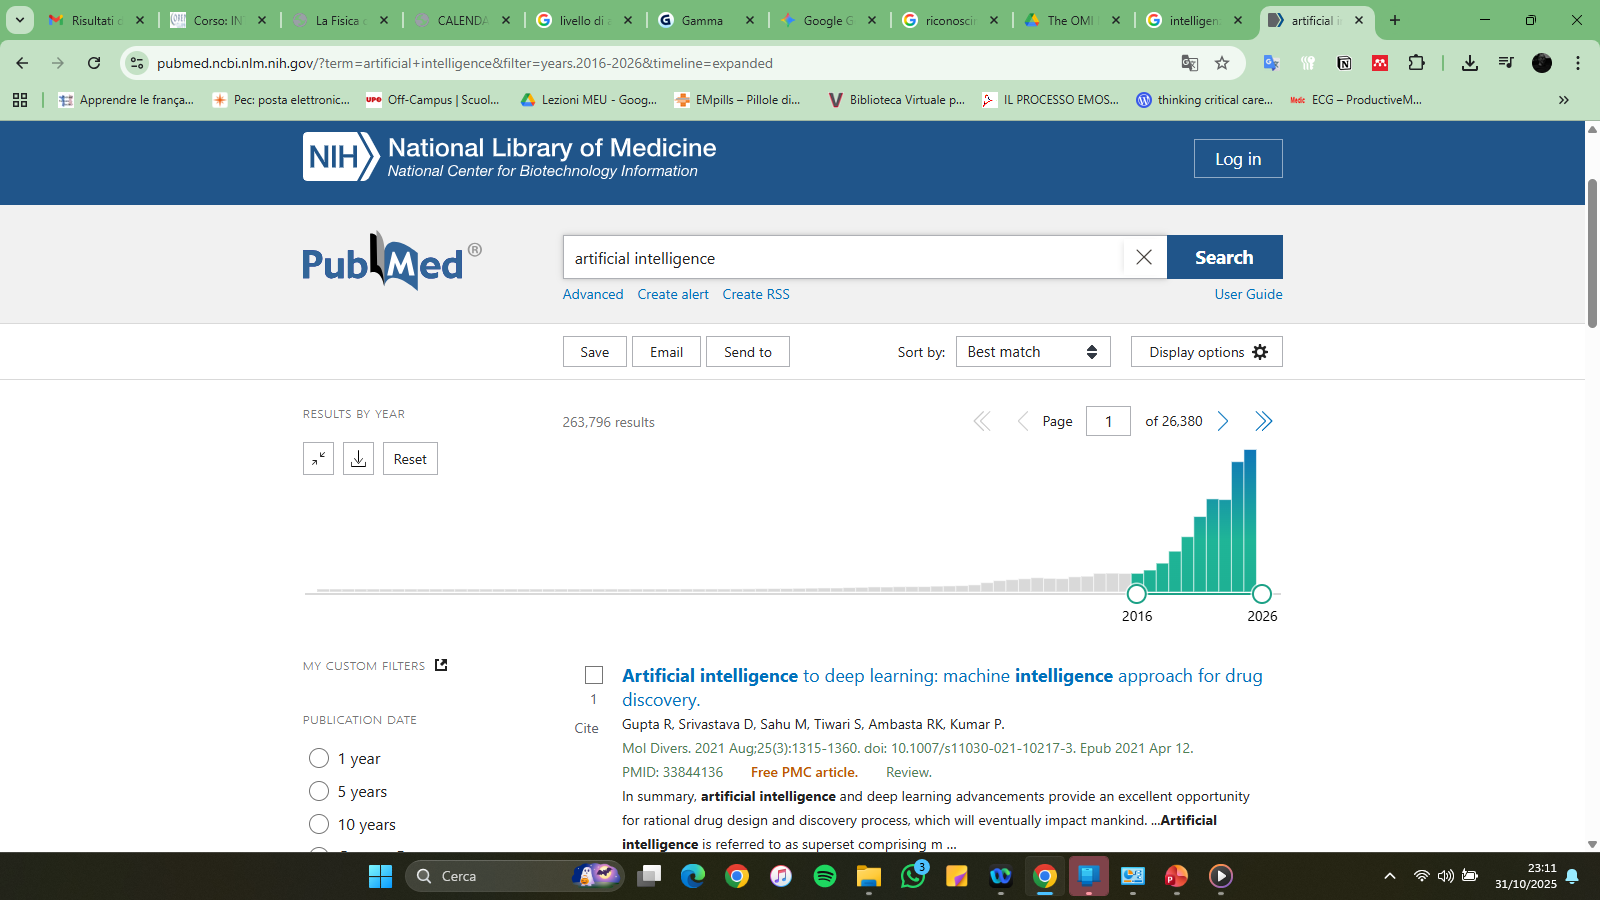 Risultati d
Corso: IN
La Fisica d
CALENDA
livello di a
Gamma
Google G
riconoscim
The OMI
intelligenz
artificial in
pubmed.ncbi.nlm.nih.gov/?term=artificial+intelligence&filter=years.2016-2026&timeline=expanded
Apprendre le frança...
Pec: posta elettronic...
UPO Off-Campus | Scuol...
Lezioni MEU - Goog...
EMpills – Pillole di...
Biblioteca Virtuale p...
IL PROCESSO EMOS...
thinking critical care...
Medic ECG – ProductiveM...
NIH National Library of Medicine
National Center for Biotechnology Information
Log in
PubMed®
artificial intelligence
Search
Advanced Create alert Create RSS
User Guide
Save Email Send to
Sort by: Best match
Display options
RESULTS BY YEAR
Reset
263,796 results
Page 1 of 26,380
2016 2026
MY CUSTOM FILTERS
PUBLICATION DATE
1 year
5 years
10 years
1
Cite
Artificial intelligence to deep learning: machine intelligence approach for drug
discovery.
Gupta R, Srivastava D, Sahu M, Tiwari S, Ambasta RK, Kumar P.
Mol Divers. 2021 Aug;25(3):1315-1360. doi: 10.1007/s11030-021-10217-3. Epub 2021 Apr 12.
PMID: 33844136 Free PMC article. Review.
In summary, artificial intelligence and deep learning advancements provide an excellent opportunity
for rational drug design and discovery process, which will eventually impact mankind. ...Artificial
intelligence is referred to as superset comprising m ...
Cerca
3
23:11
31/10/2025